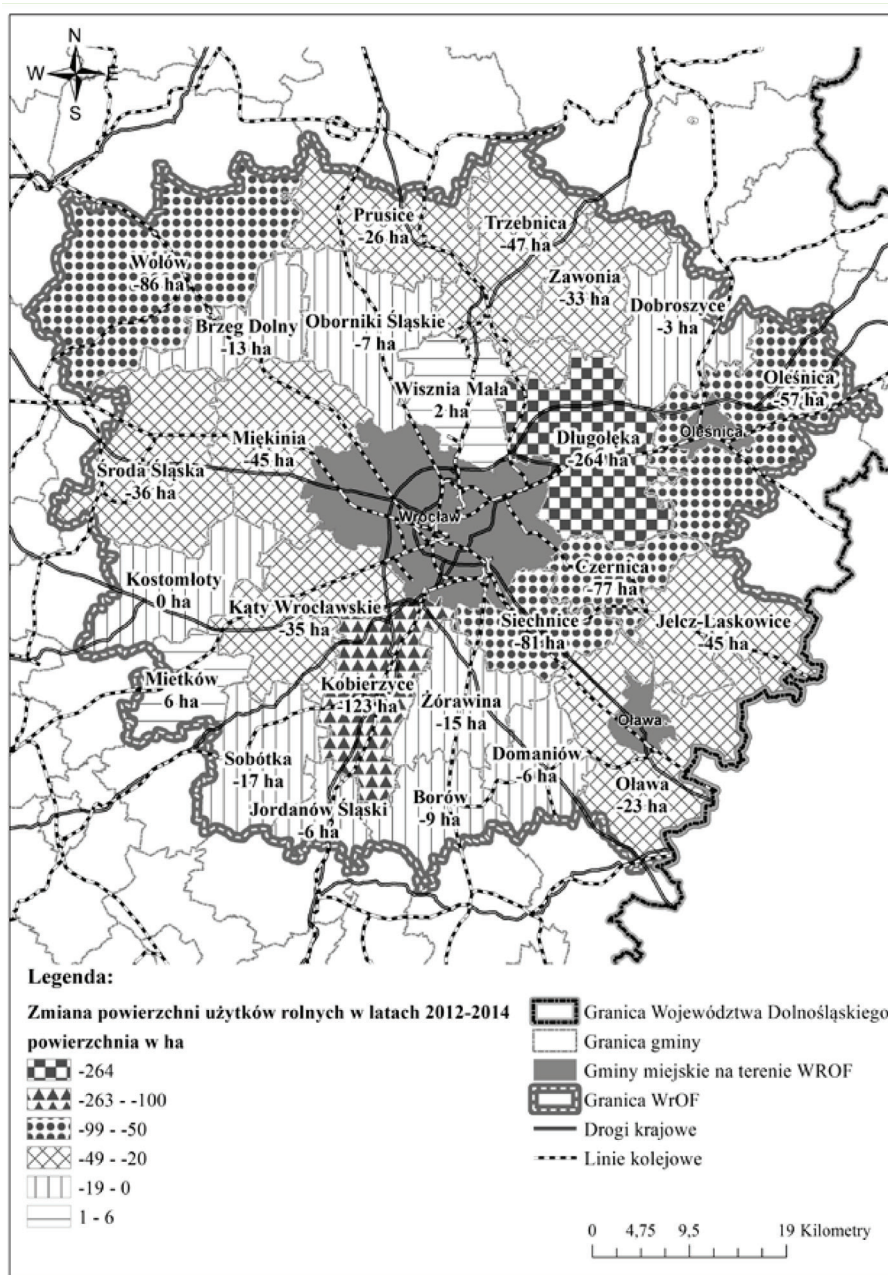 N
W E
S
Prusice
-26 ha
Trzebnica
-47 ha
Wołów
-86 ha
Zawonia
-33 ha
Dobroszyce
-3 ha
Brzeg Dolny
-13 ha
Oborniki Śląskie
-7 ha
Wisznia Mała
2 ha
Oleśnica
-57 ha
Oleśnica
Długołęka
-264 ha
Miękinia
-45 ha
Środa Śląska
-36 ha
Wrocław
Kostomłoty
0 ha
Kąty Wrocławskie
-35 ha
Czernica
-77 ha
Siechnice
-81 ha
Jelcz-Laskowice
-45 ha
Mietków
6 ha
Kobierzyce
-123 ha
Żórawina
-15 ha
Oława
Sobótka
-17 ha
Domaniów
-6 ha
Oława
-23 ha
Jordanów Śląski
-6 ha
Borów
-9 ha
Legenda:
Zmiana powierzchni użytków rolnych w latach 2012-2014
powierzchnia w ha
-264
-263 - -100
-99 - -50
-49 - -20
-19 - 0
1 - 6
Granica Województwa Dolnośląskiego
Granica gminy
Gminy miejskie na terenie WROF
Granica WrOF
Drogi krajowe
Linie kolejowe
0 4,75 9,5 19 Kilometry